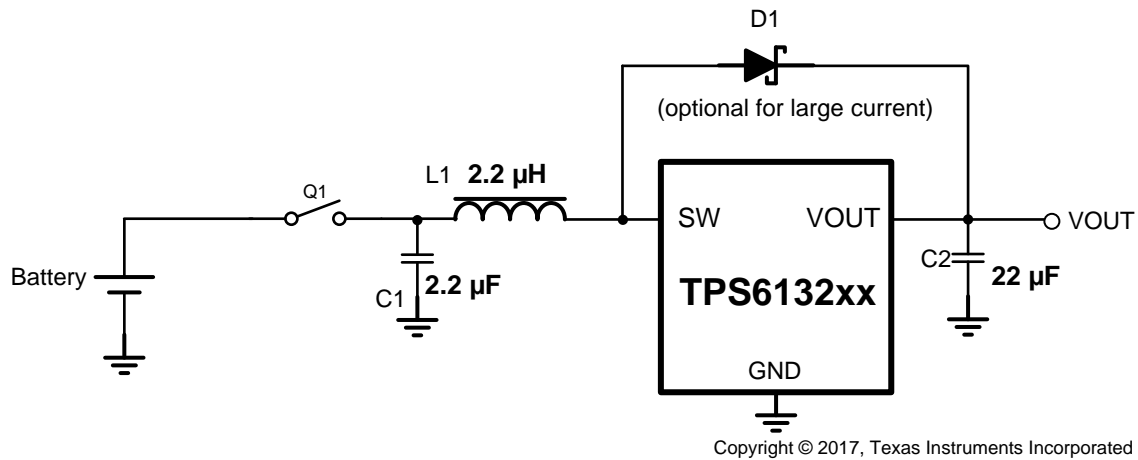 D1
(optional for large current)
L1 2.2 µH
Q1
SW VOUT
VOUT
Battery
C1 2.2 µF
TPS6132xx
C2 22 µF
GND
Copyright © 2017, Texas Instruments Incorporated